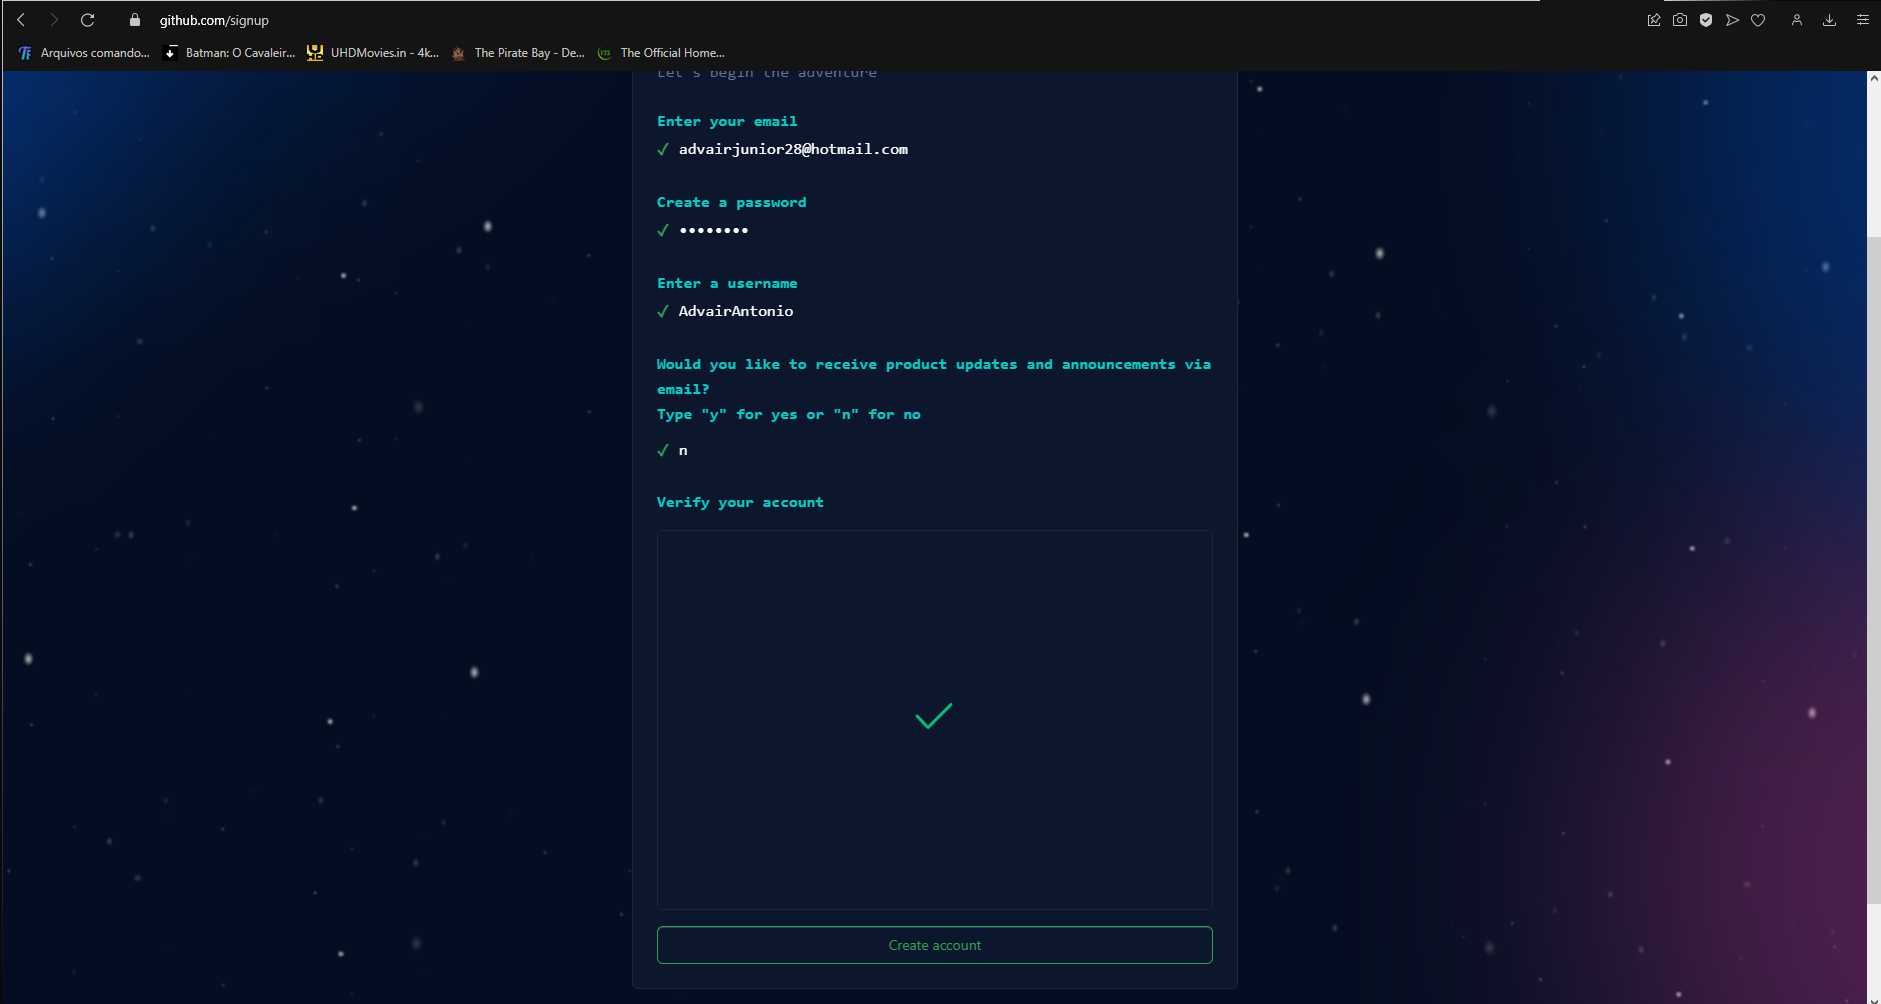 github.com/signup
Arquivos comando... Batman: O Cavaleir... UHDMovies.in - 4k... The Pirate Bay - De... The Official Home...
Let's begin the adventure
Enter your email
✓ advairjunior28@hotmail.com
Create a password
✓ ••••••••
Enter a username
✓ AdvairAntonio
Would you like to receive product updates and announcements via
email?
Type "y" for yes or "n" for no
✓ n
Verify your account
Create account